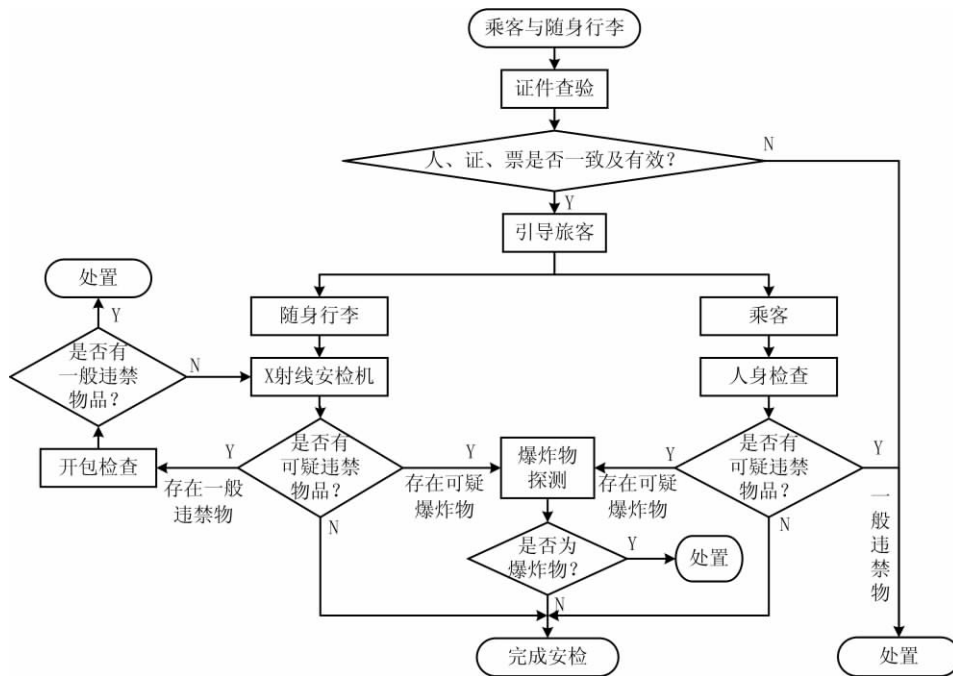 乘客与随身行李
证件查验
人、证、票是否一致及有效？
N
Y
引导旅客
处置
随身行李
乘客
Y
是否有
一般违禁
物品？
N
X射线安检机
人身检查
开包检查
Y
存在一般
违禁物
是否有
可疑违禁
物品？
Y
存在可疑
爆炸物
爆炸物
探测
Y
存在可疑
爆炸物
是否有
可疑违禁
物品？
Y
一般违禁物
N
N
是否为
爆炸物？
Y
处置
N
完成安检
处置